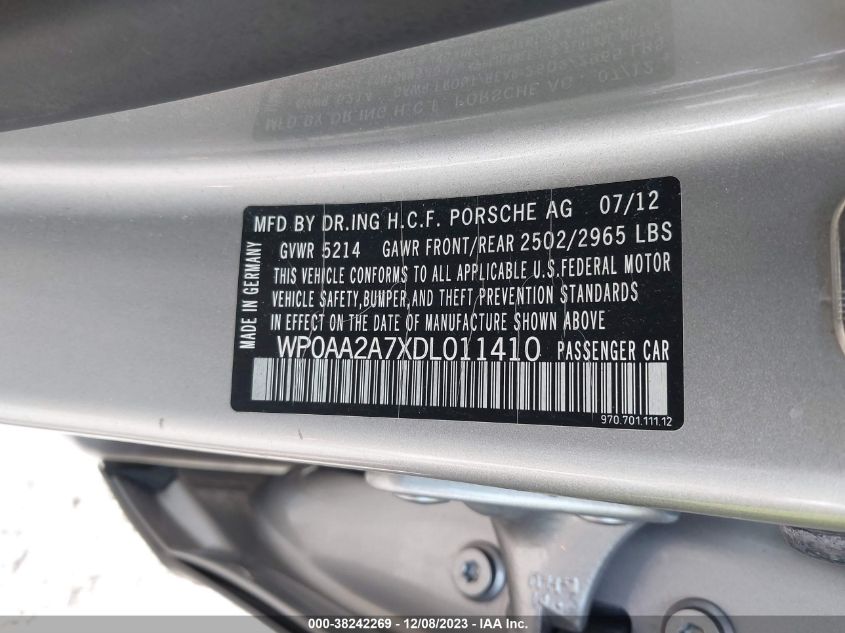 MFD BY DR.ING H.C.F. PORSCHE AG 07/12
GVWR 5214 GAWR FRONT/REAR 2502/2965 LBS
THIS VEHICLE CONFORMS TO ALL APPLICABLE U.S.FEDERAL MOTOR
VEHICLE SAFETY,BUMPER,AND THEFT PREVENTION STANDARDS
IN EFFECT ON THE DATE OF MANUFACTURE SHOWN ABOVE.
MADE IN GERMANY
WP0AA2A7XDL011410 PASSENGER CAR
970.701.111.12
000-38242269 - 12/08/2023 - © IAA, Inc.